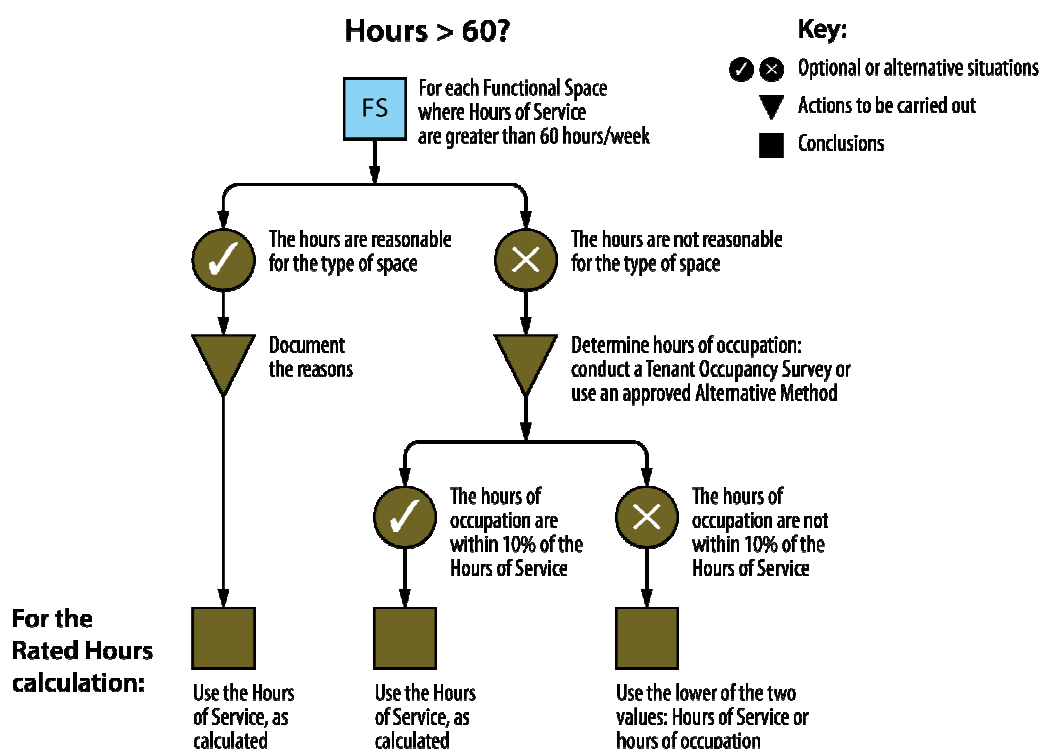 Hours > 60?
Key:
Optional or alternative situations
Actions to be carried out
Conclusions
FS
For each Functional Space
where Hours of Service
are greater than 60 hours/week
The hours are reasonable
for the type of space
The hours are not reasonable
for the type of space
Document
the reasons
Determine hours of occupation:
conduct a Tenant Occupancy Survey or
use an approved Alternative Method
The hours of
occupation are
within 10% of the
Hours of Service
The hours of
occupation are not
within 10% of the
Hours of Service
For the
Rated Hours
calculation:
Use the Hours
of Service, as
calculated
Use the Hours
of Service, as
calculated
Use the lower of the two
values: Hours of Service or
hours of occupation